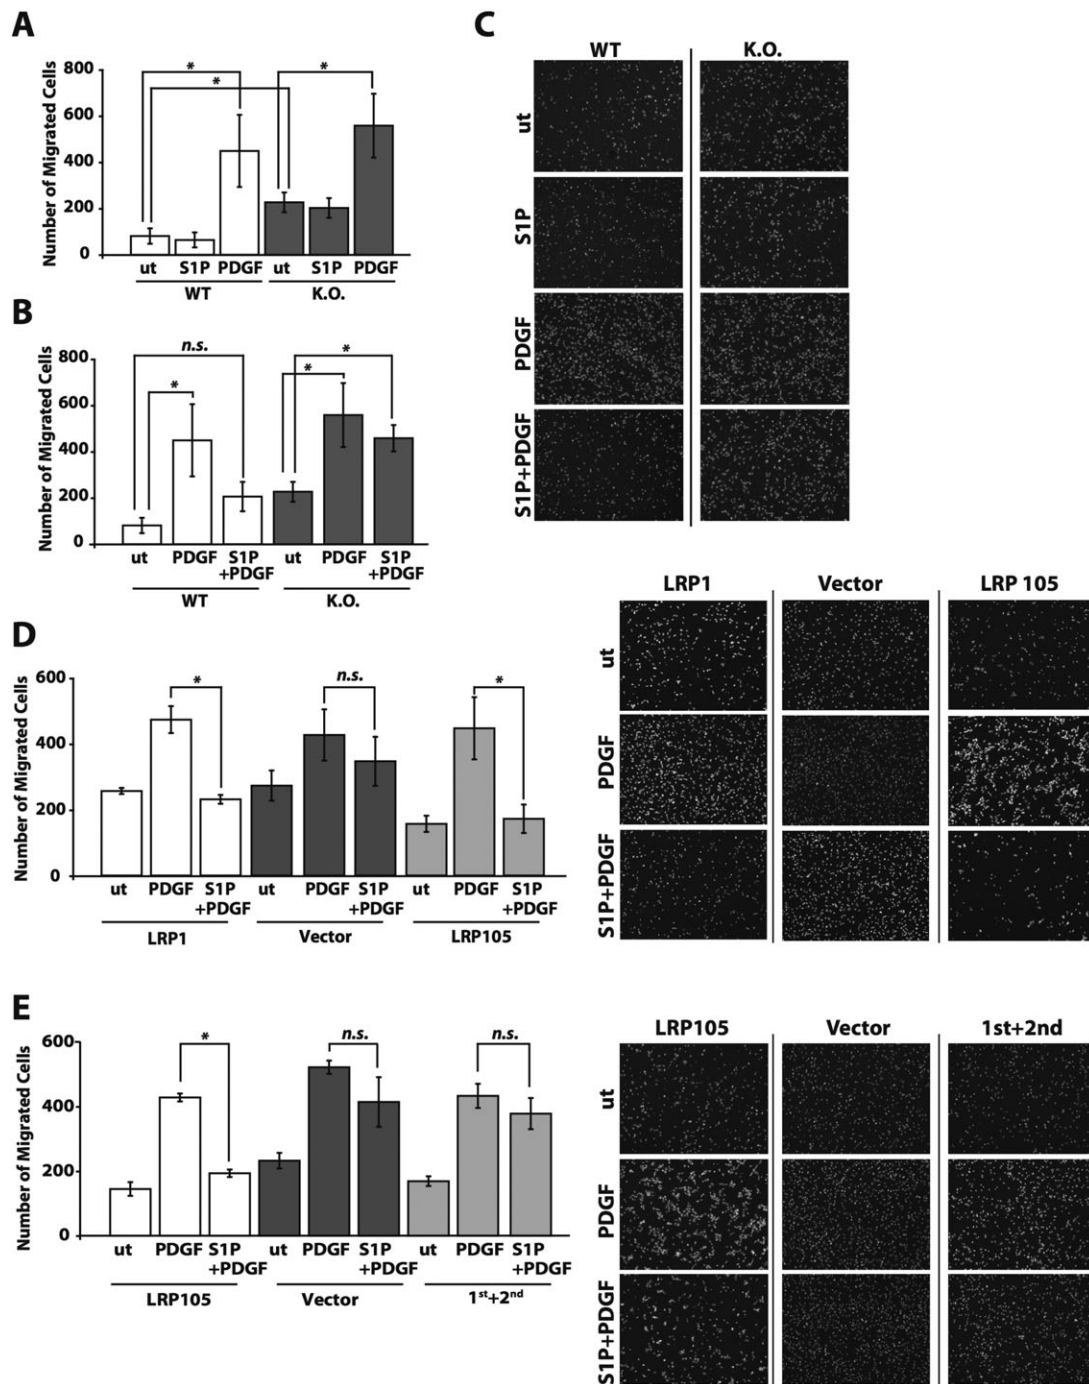 A
Number of Migrated Cells
800
600
400
200
0
*
*
*
ut S1P PDGF ut S1P PDGF
WT K.O.
B
Number of Migrated Cells
800
600
400
200
0
n.s.
*
*
*
ut PDGF S1P ut PDGF S1P
+PDGF +PDGF
WT K.O.
C
WT K.O.
ut
S1P
PDGF
S1P+PDGF
D
Number of Migrated Cells
600
400
200
0
*
n.s.
*
ut PDGF S1P ut PDGF S1P ut PDGF S1P
+PDGF +PDGF +PDGF
LRP1 Vector LRP105
LRP1 Vector LRP 105
ut
PDGF
S1P+PDGF
E
Number of Migrated Cells
600
400
200
0
*
n.s.
n.s.
ut PDGF S1P ut PDGF S1P ut PDGF S1P
+PDGF +PDGF +PDGF
LRP105 Vector 1st+2nd
LRP105 Vector 1st+2nd
ut
PDGF
S1P+PDGF